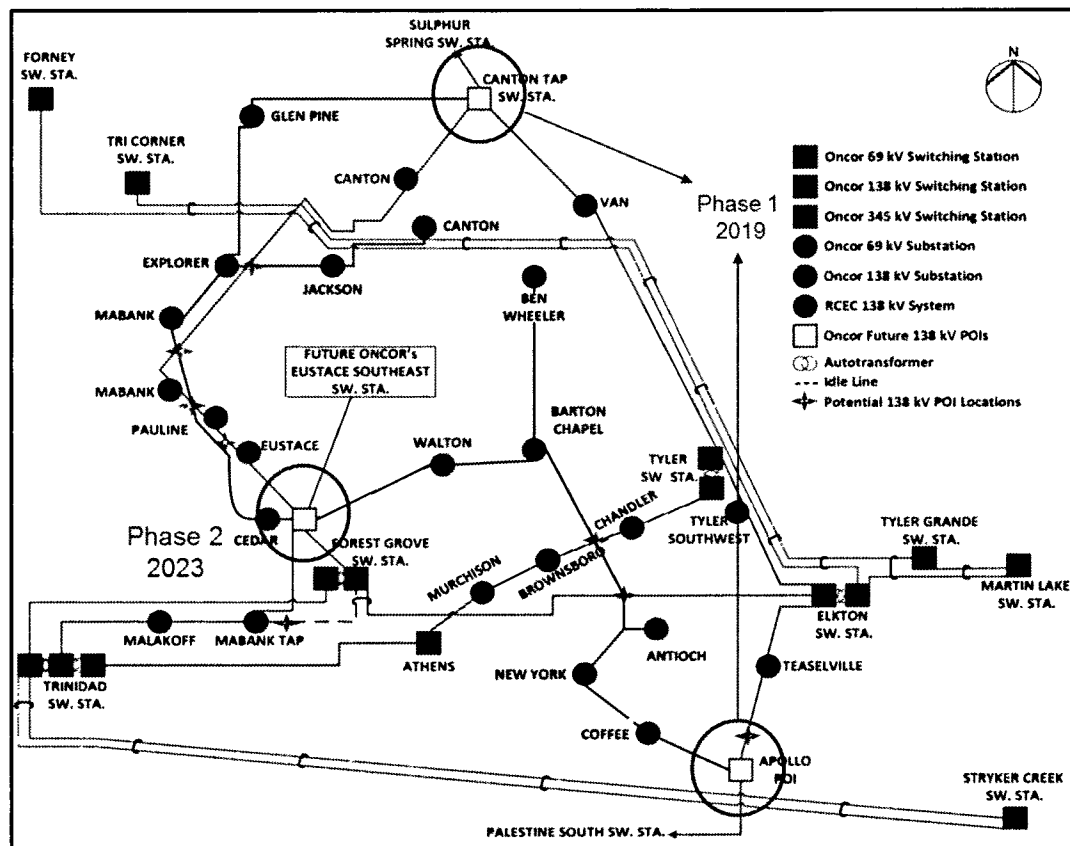 SULPHUR
SPRING SW. STA.
N
FORNEY
SW. STA.
CANTON TAP
SW. STA.
GLEN PINE
TRI CORNER
SW. STA.
Oncor 69 kV Switching Station
Oncor 138 kV Switching Station
Oncor 345 kV Switching Station
Oncor 69 kV Substation
Oncor 138 kV Substation
RCEC 138 kV System
Oncor Future 138 kV POIs
Autotransformer
Idle Line
Potential 138 kV POI Locations
CANTON
VAN
Phase 1
2019
CANTON
EXPLORER
JACKSON
BEN
WHEELER
MABANK
FUTURE ONCOR's
EUSTACE SOUTHEAST
SW. STA.
MABANK
PAULINE
EUSTACE
WALTON
BARTON
CHAPEL
TYLER
SW STA.
CHANDLER
TYLER
SOUTHWEST
TYLER GRANDE
SW. STA.
Phase 2
2023
CEDAR
FOREST GROVE
SW. STA.
MURCHISON
BROWNSBORO
MARTIN LAKE
SW. STA.
ELKTON
SW. STA.
MALAKOFF
MABANK TAP
ATHENS
ANTIOCH
NEW YORK
TEASELVILLE
TRINIDAD
SW. STA.
COFFEE
APOLLO
POI
STRYKER CREEK
SW. STA.
PALESTINE SOUTH SW. STA.